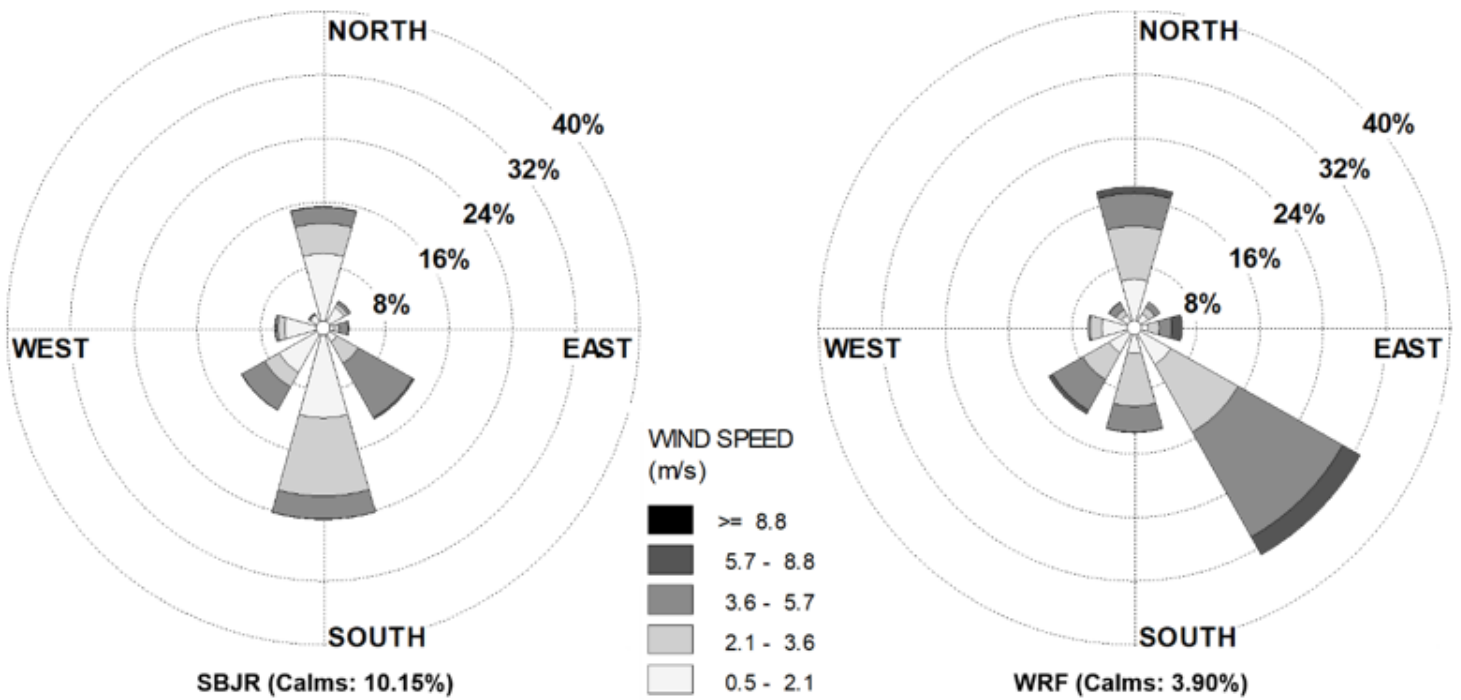 NORTH
40%
32%
24%
16%
8%
WEST
EAST
SOUTH
SBJR (Calms: 10.15%)
WIND SPEED
(m/s)
>= 8.8
5.7 - 8.8
3.6 - 5.7
2.1 - 3.6
0.5 - 2.1
NORTH
40%
32%
24%
16%
8%
WEST
EAST
SOUTH
WRF (Calms: 3.90%)